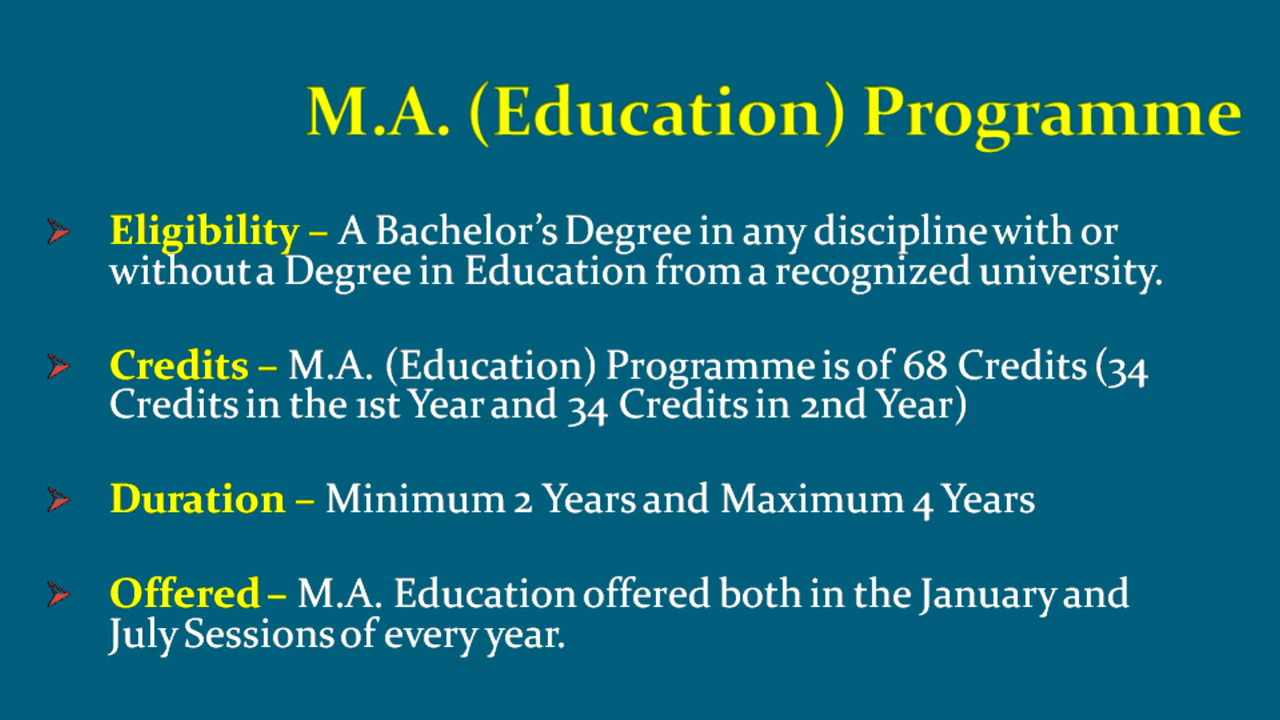 M.A. (Education) Programme
Eligibility – A Bachelor’s Degree in any discipline with or
without a Degree in Education from a recognized university.
Credits – M.A. (Education) Programme is of 68 Credits (34
Credits in the 1st Year and 34 Credits in 2nd Year)
Duration – Minimum 2 Years and Maximum 4 Years
Offered – M.A. Education offered both in the January and
July Sessions of every year.